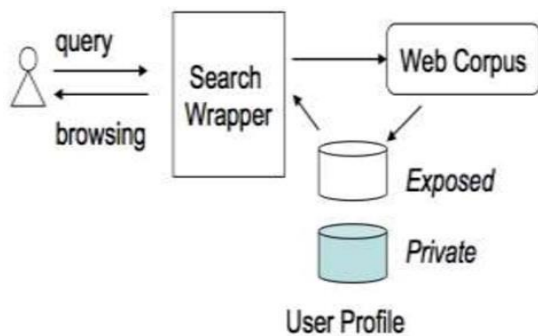 query
browsing
Search
Wrapper
Web Corpus
Exposed
Private
User Profile